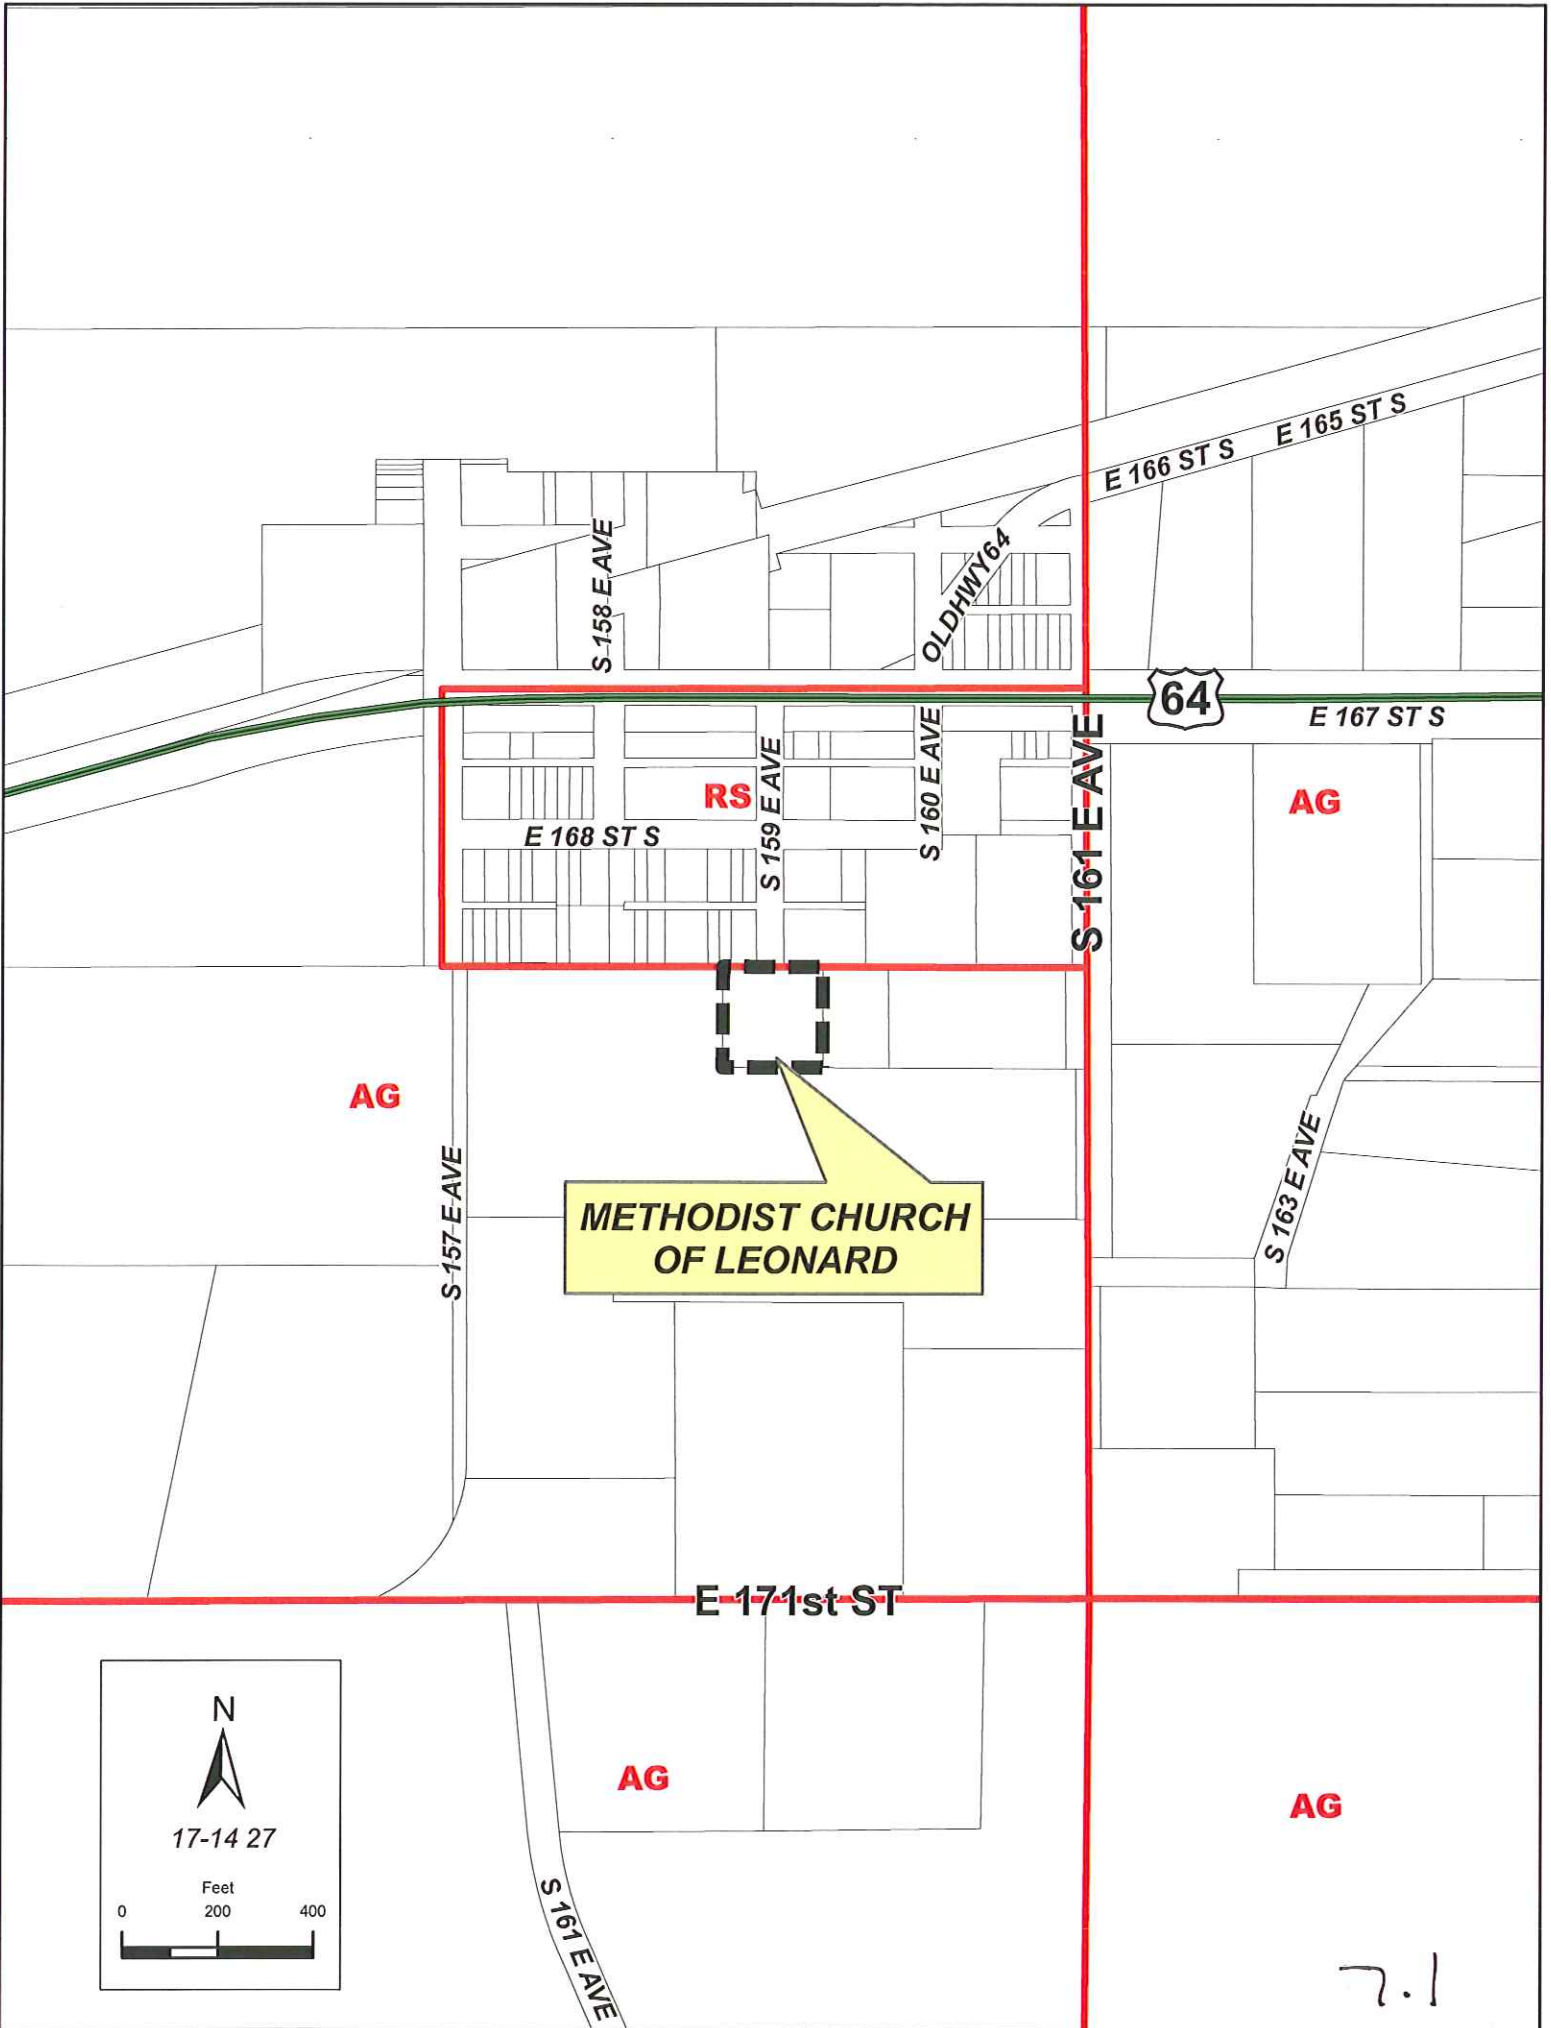 E 165 ST S
E 166 ST S
S 158 E AVE
OLDHWY64
64
E 167 ST S
RS
S 159 E AVE
S 160 E AVE
S 161 E AVE
AG
E 168 ST S
AG
S 157 E AVE
S 163 E AVE
METHODIST CHURCH
OF LEONARD
E 171st ST
N
17-14 27
Feet
0 200 400
AG
AG
S 161 E AVE
7.1